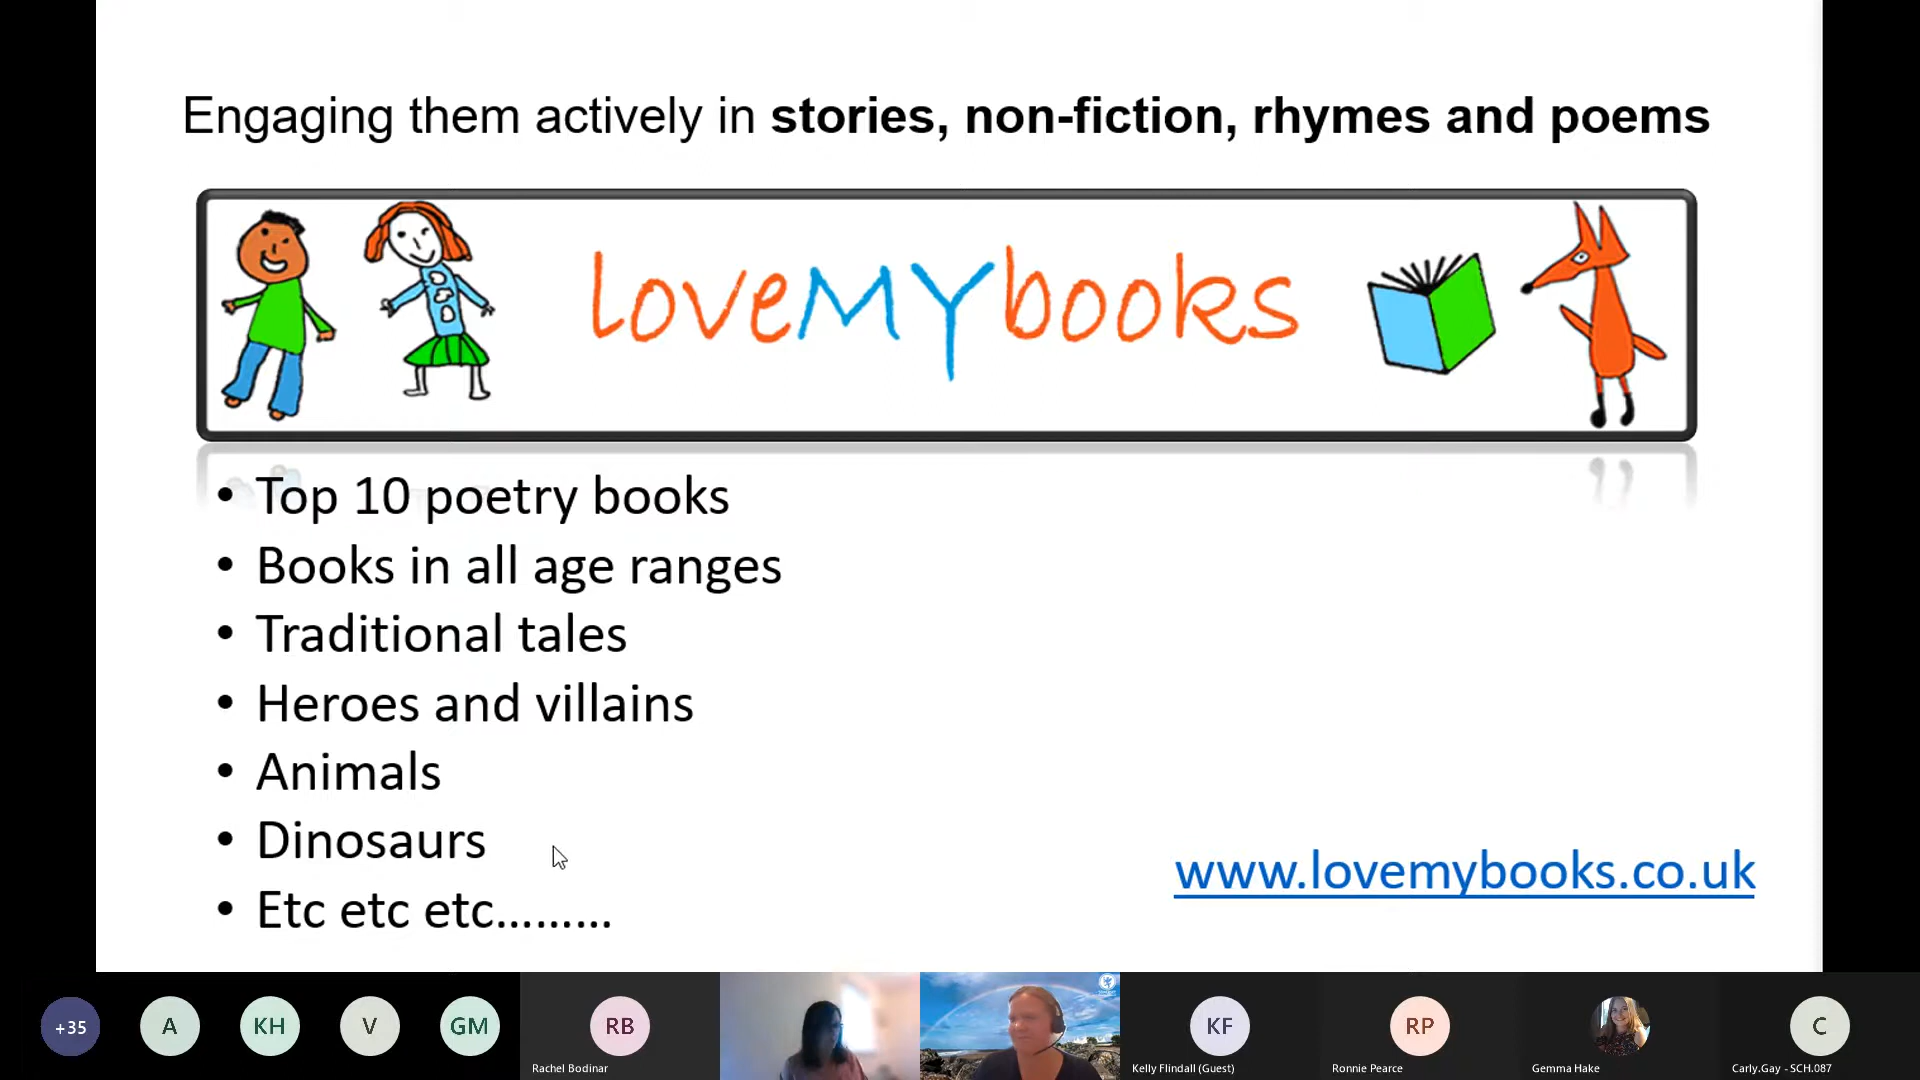 Engaging them actively in stories, non-fiction, rhymes and poems
loveMYbooks
• Top 10 poetry books
• Books in all age ranges
• Traditional tales
• Heroes and villains
• Animals
• Dinosaurs
• Etc etc etc.........
www.lovemybooks.co.uk
+35
A
KH
V
GM
RB
KF
RP
C
Rachel Bodinar
Kelly Flindall (Guest)
Ronnie Pearce
Gemma Hake
Carly.Gay - SCH.087